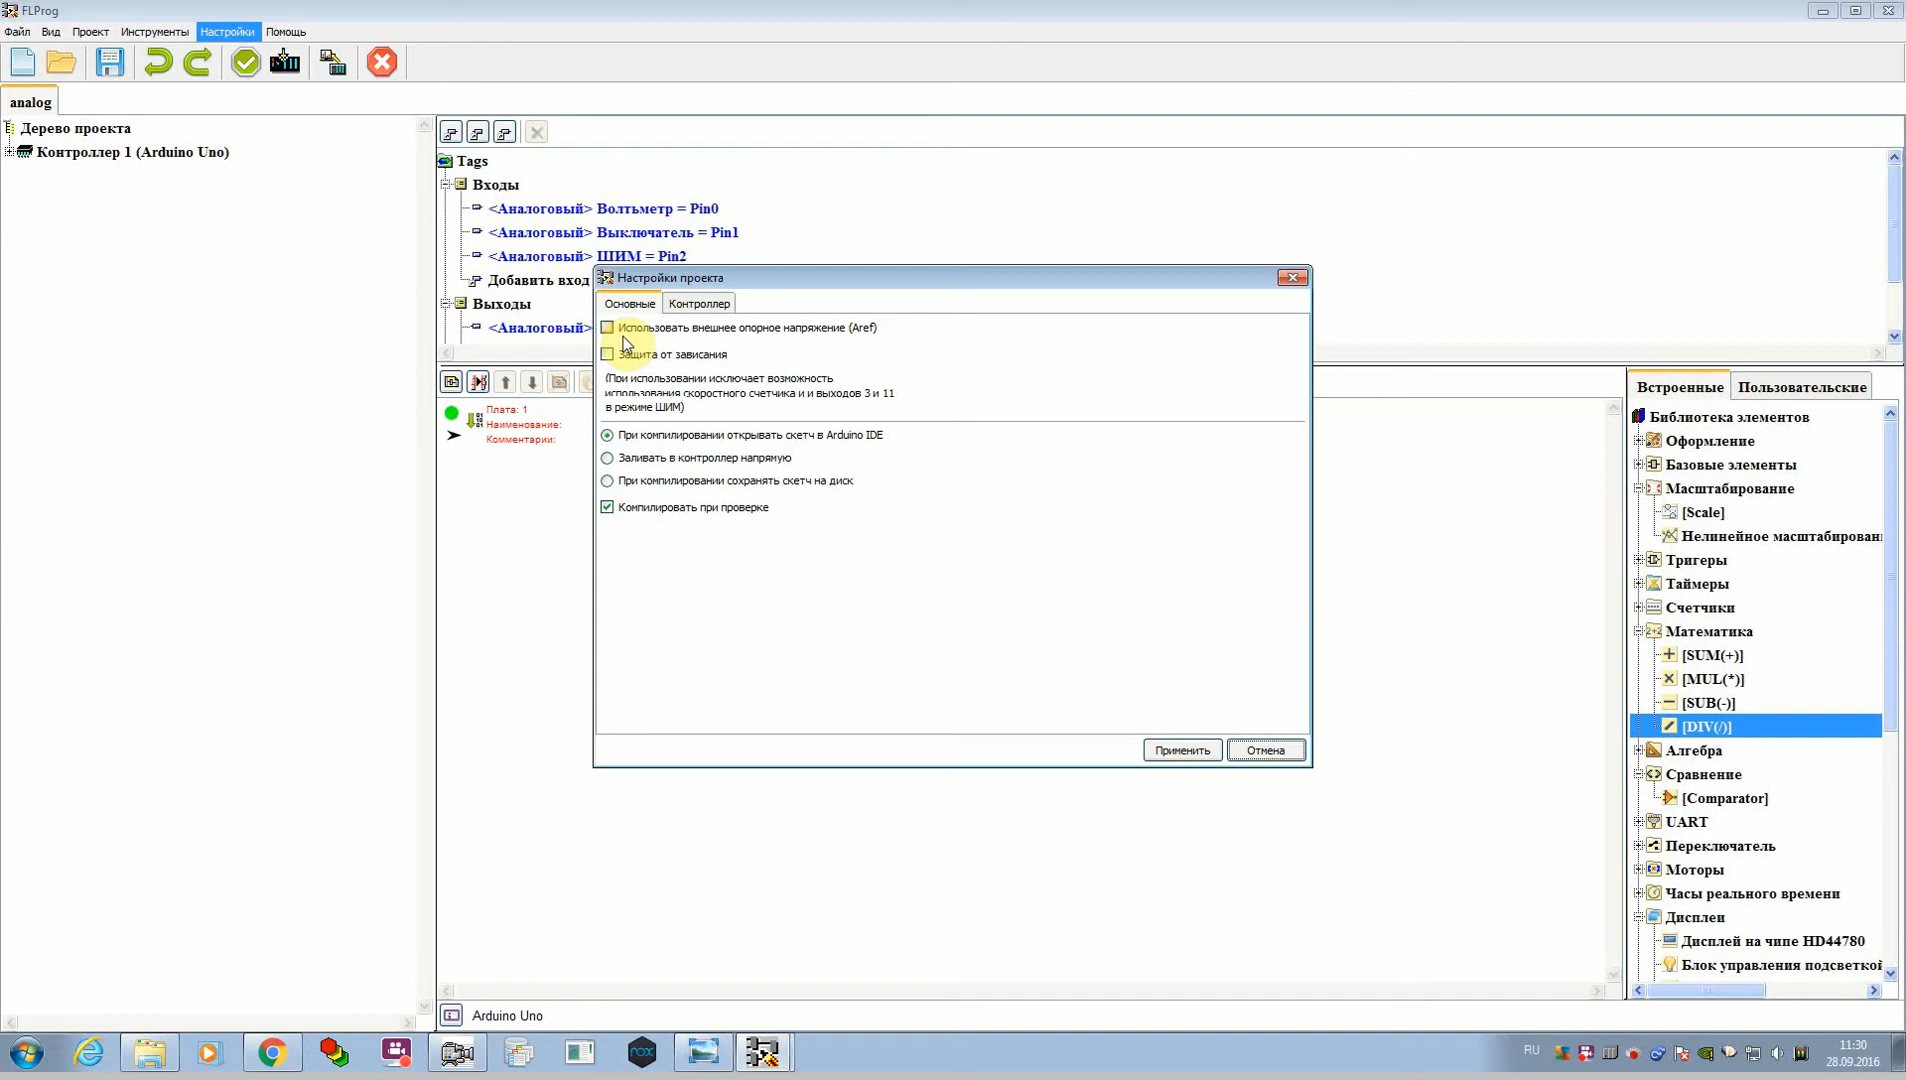 FLProg
Файл Вид Проект Инструменты Настройки Помощь
analog
Дерево проекта
Контроллер 1 (Arduino Uno)
Tags
Входы
<Аналоговый> Волтьметр = Pin0
<Аналоговый> Выключатель = Pin1
<Аналоговый> ШИМ = Pin2
Добавить вход
Выходы
<Аналоговый>
Плата: 1
Наименование:
Комментарии:
Настройки проекта
Основные Контроллер
Использовать внешнее опорное напряжение (Aref)
Защита от зависания
(При использовании исключает возможность
использования скоростного счетчика и и выходов 3 и 11
в режиме ШИМ)
При компилировании открывать скетч в Arduino IDE
Заливать в контроллер напрямую
При компилировании сохранять скетч на диск
Компилировать при проверке
Применить Отмена
Встроенные Пользовательские
Библиотека элементов
Оформление
Базовые элементы
Масштабирование
[Scale]
Нелинейное масштабировани
Тригеры
Таймеры
Счетчики
Математика
[SUM(+)]
[MUL(*)]
[SUB(-)]
[DIV(/)]
Алгебра
Сравнение
[Comparator]
UART
Переключатель
Моторы
Часы реального времени
Дисплеи
Дисплей на чипе HD44780
Блок управления подсветкой
Arduino Uno
nox
RU
11:30
28.09.2016